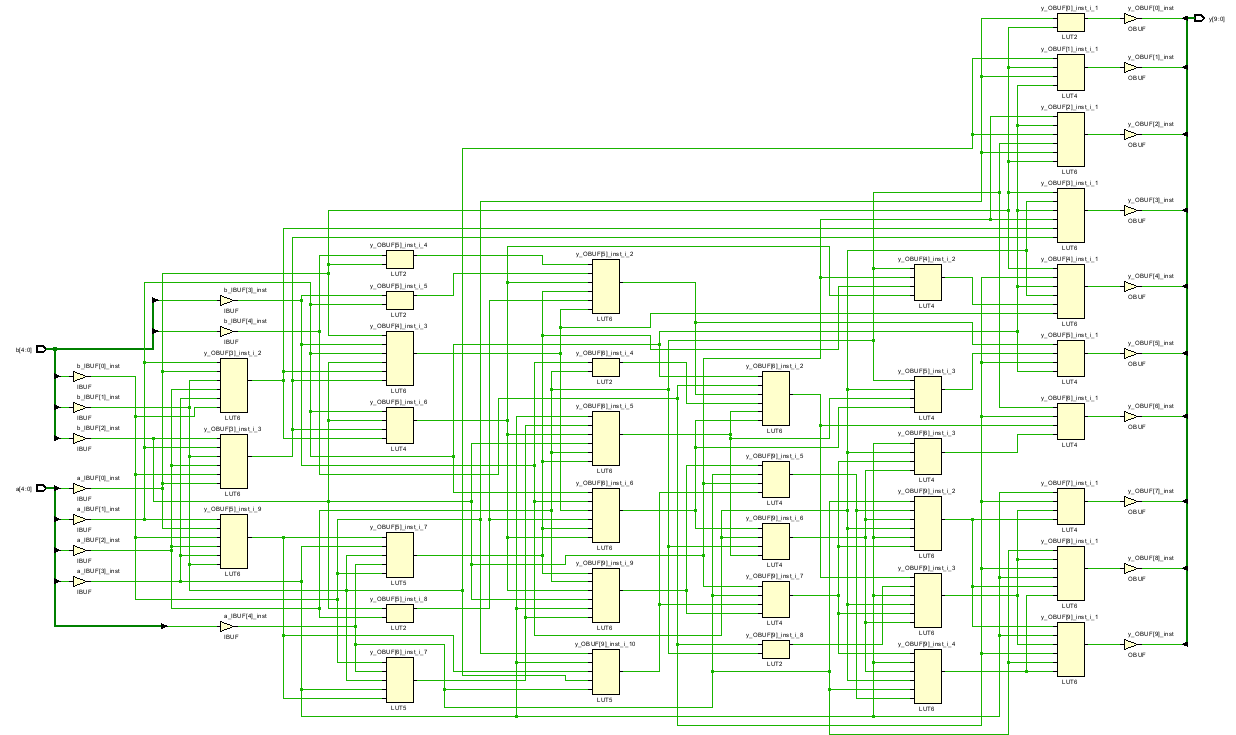 y_OBUF[0]_inst_i_1
LUT2
y_OBUF[0]_inst
OBUF
y[9:0]
y_OBUF[1]_inst_i_1
LUT4
y_OBUF[1]_inst
OBUF
y_OBUF[2]_inst_i_1
LUT6
y_OBUF[2]_inst
OBUF
y_OBUF[3]_inst_i_1
LUT6
y_OBUF[3]_inst
OBUF
y_OBUF[4]_inst_i_1
LUT6
y_OBUF[4]_inst
OBUF
y_OBUF[5]_inst_i_1
LUT4
y_OBUF[5]_inst
OBUF
y_OBUF[6]_inst_i_1
LUT4
y_OBUF[6]_inst
OBUF
y_OBUF[7]_inst_i_1
LUT4
y_OBUF[7]_inst
OBUF
y_OBUF[8]_inst_i_1
LUT6
y_OBUF[8]_inst
OBUF
y_OBUF[9]_inst_i_1
LUT6
y_OBUF[9]_inst
OBUF
b[4:0]
b_IBUF[3]_inst
IBUF
b_IBUF[4]_inst
IBUF
b_IBUF[0]_inst
IBUF
b_IBUF[1]_inst
IBUF
b_IBUF[2]_inst
IBUF
a[4:0]
a_IBUF[0]_inst
IBUF
a_IBUF[1]_inst
IBUF
a_IBUF[2]_inst
IBUF
a_IBUF[3]_inst
IBUF
a_IBUF[4]_inst
IBUF
y_OBUF[3]_inst_i_2
LUT6
y_OBUF[3]_inst_i_3
LUT6
y_OBUF[5]_inst_i_9
LUT6
y_OBUF[5]_inst_i_4
LUT2
y_OBUF[5]_inst_i_5
LUT2
y_OBUF[4]_inst_i_3
LUT6
y_OBUF[5]_inst_i_6
LUT4
y_OBUF[5]_inst_i_7
LUT5
y_OBUF[5]_inst_i_8
LUT2
y_OBUF[6]_inst_i_7
LUT5
y_OBUF[5]_inst_i_2
LUT6
y_OBUF[6]_inst_i_4
LUT2
y_OBUF[6]_inst_i_5
LUT6
y_OBUF[6]_inst_i_6
LUT6
y_OBUF[9]_inst_i_9
LUT6
y_OBUF[9]_inst_i_10
LUT5
y_OBUF[6]_inst_i_2
LUT6
y_OBUF[9]_inst_i_5
LUT4
y_OBUF[9]_inst_i_6
LUT4
y_OBUF[9]_inst_i_7
LUT4
y_OBUF[9]_inst_i_8
LUT2
y_OBUF[4]_inst_i_2
LUT4
y_OBUF[5]_inst_i_3
LUT4
y_OBUF[6]_inst_i_3
LUT4
y_OBUF[9]_inst_i_2
LUT6
y_OBUF[9]_inst_i_3
LUT6
y_OBUF[9]_inst_i_4
LUT6